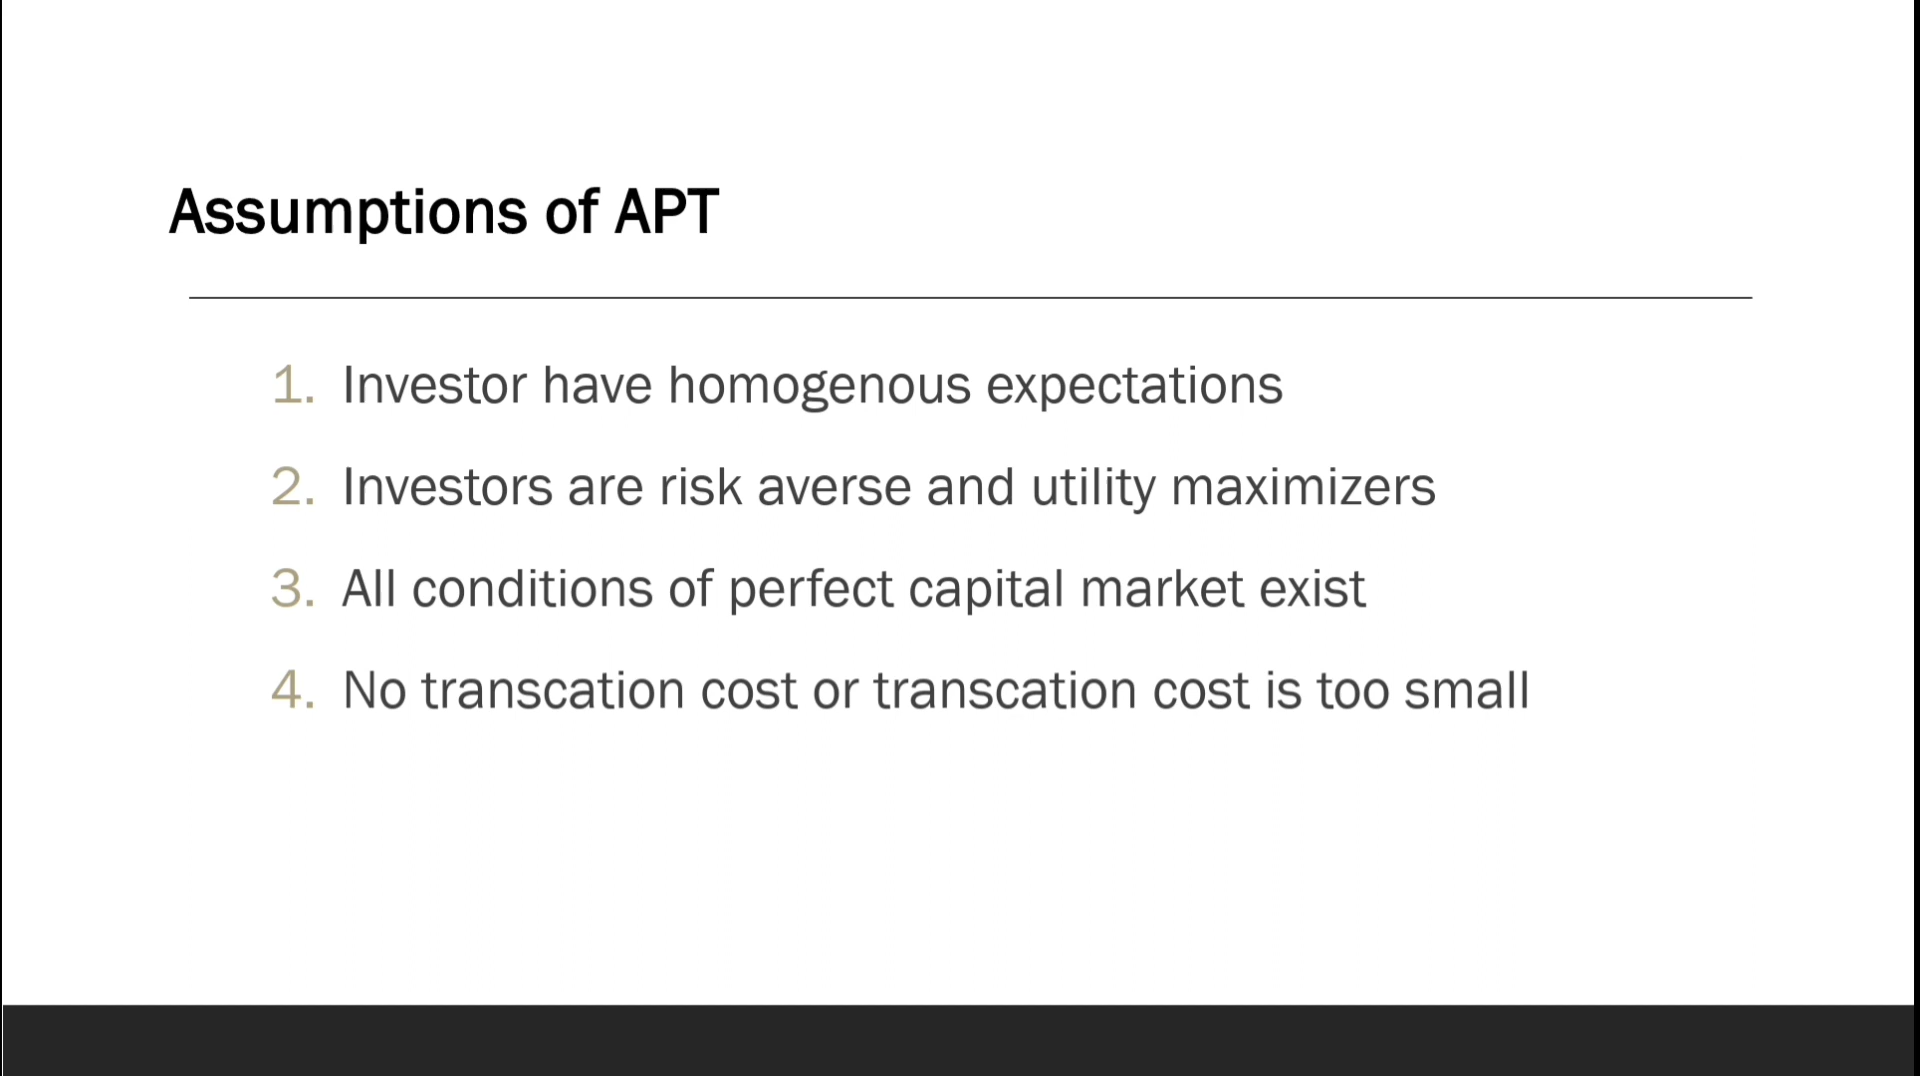 Assumptions of APT
1. Investor have homogenous expectations
2. Investors are risk averse and utility maximizers
3. All conditions of perfect capital market exist
4. No transcation cost or transcation cost is too small